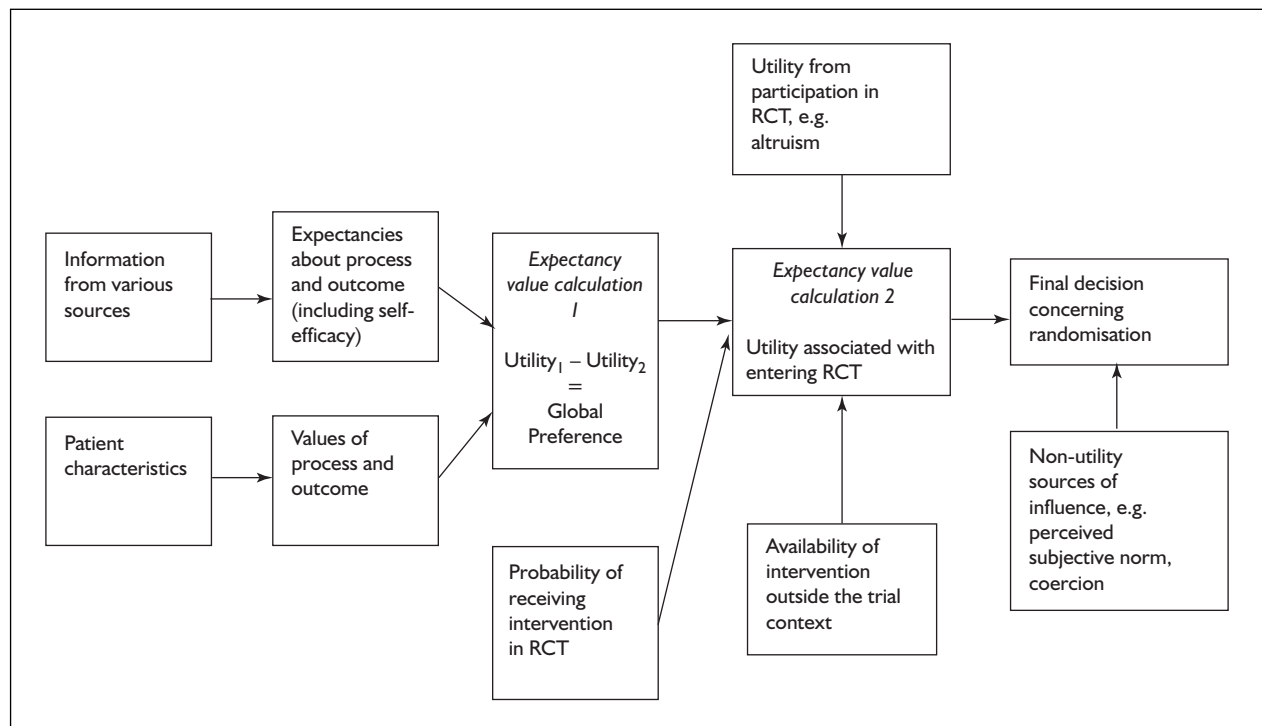 Information
from various
sources
Expectancies
about process
and outcome
(including self-
efficacy)
Patient
characteristics
Values of
process and
outcome
Expectancy
value calculation
1
Utility1 – Utility2
=
Global
Preference
Probability of
receiving
intervention
in RCT
Utility from
participation in
RCT, e.g.
altruism
Expectancy value
calculation 2
Utility associated with
entering RCT
Availability of
intervention
outside the trial
context
Final decision
concerning
randomisation
Non-utility
sources of
influence, e.g.
perceived
subjective norm,
coercion